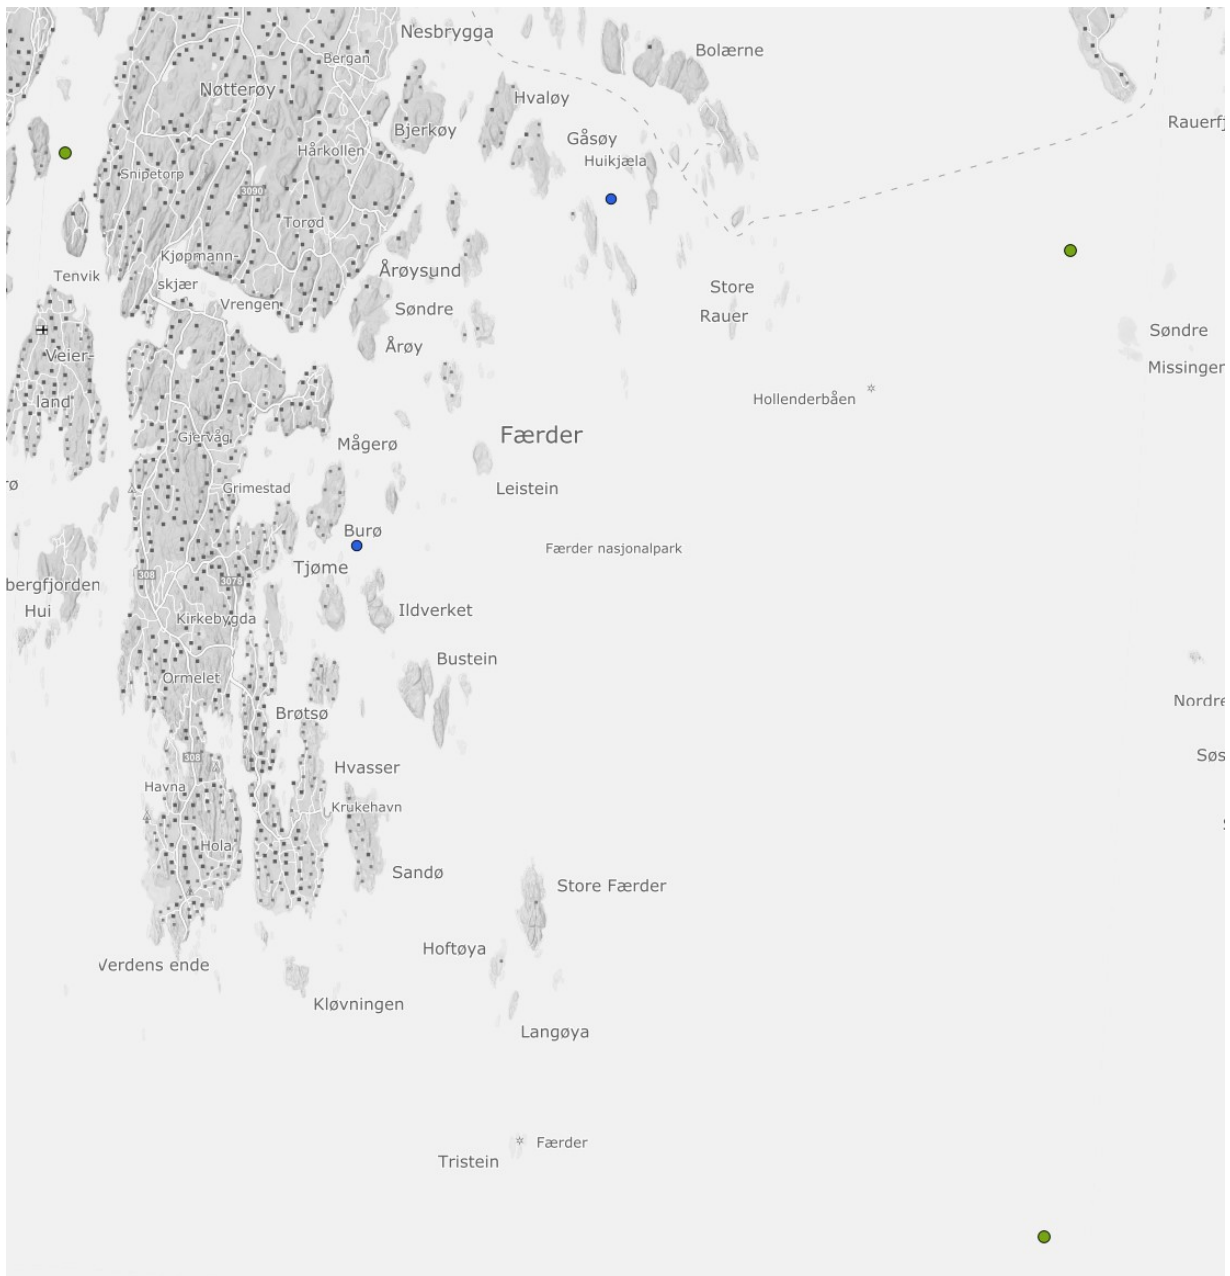 Nesbrygga
Bolærne
Bergan
Nøtterøy
Hvaløy
Rauerfj
Bjerkøy
Gåsøy
Hårkollen
Huikjæla
Snipetorp
3090
Torød
Kjøpmann-
skjær
Årøysund
Tenvik
Store
Rauer
Vrengen
Søndre
Årøy
Søndre
Missingen
Veier-
land
Hollenderbåen
Gjervåg
Færder
Mågerø
rø
Grimestad
Leistein
Burø
Færder nasjonalpark
Tjøme
308
3078
bergfjorden
Hui
Ildverket
Kirkebygda
Bustein
Ormelet
Nordre
Brøtsø
Søs
308
Hvasser
Havna
Krukehavn
Hola
Sandø
Store Færder
Hoftøya
Verdens ende
Kløvningen
Langøya
Færder
Tristein